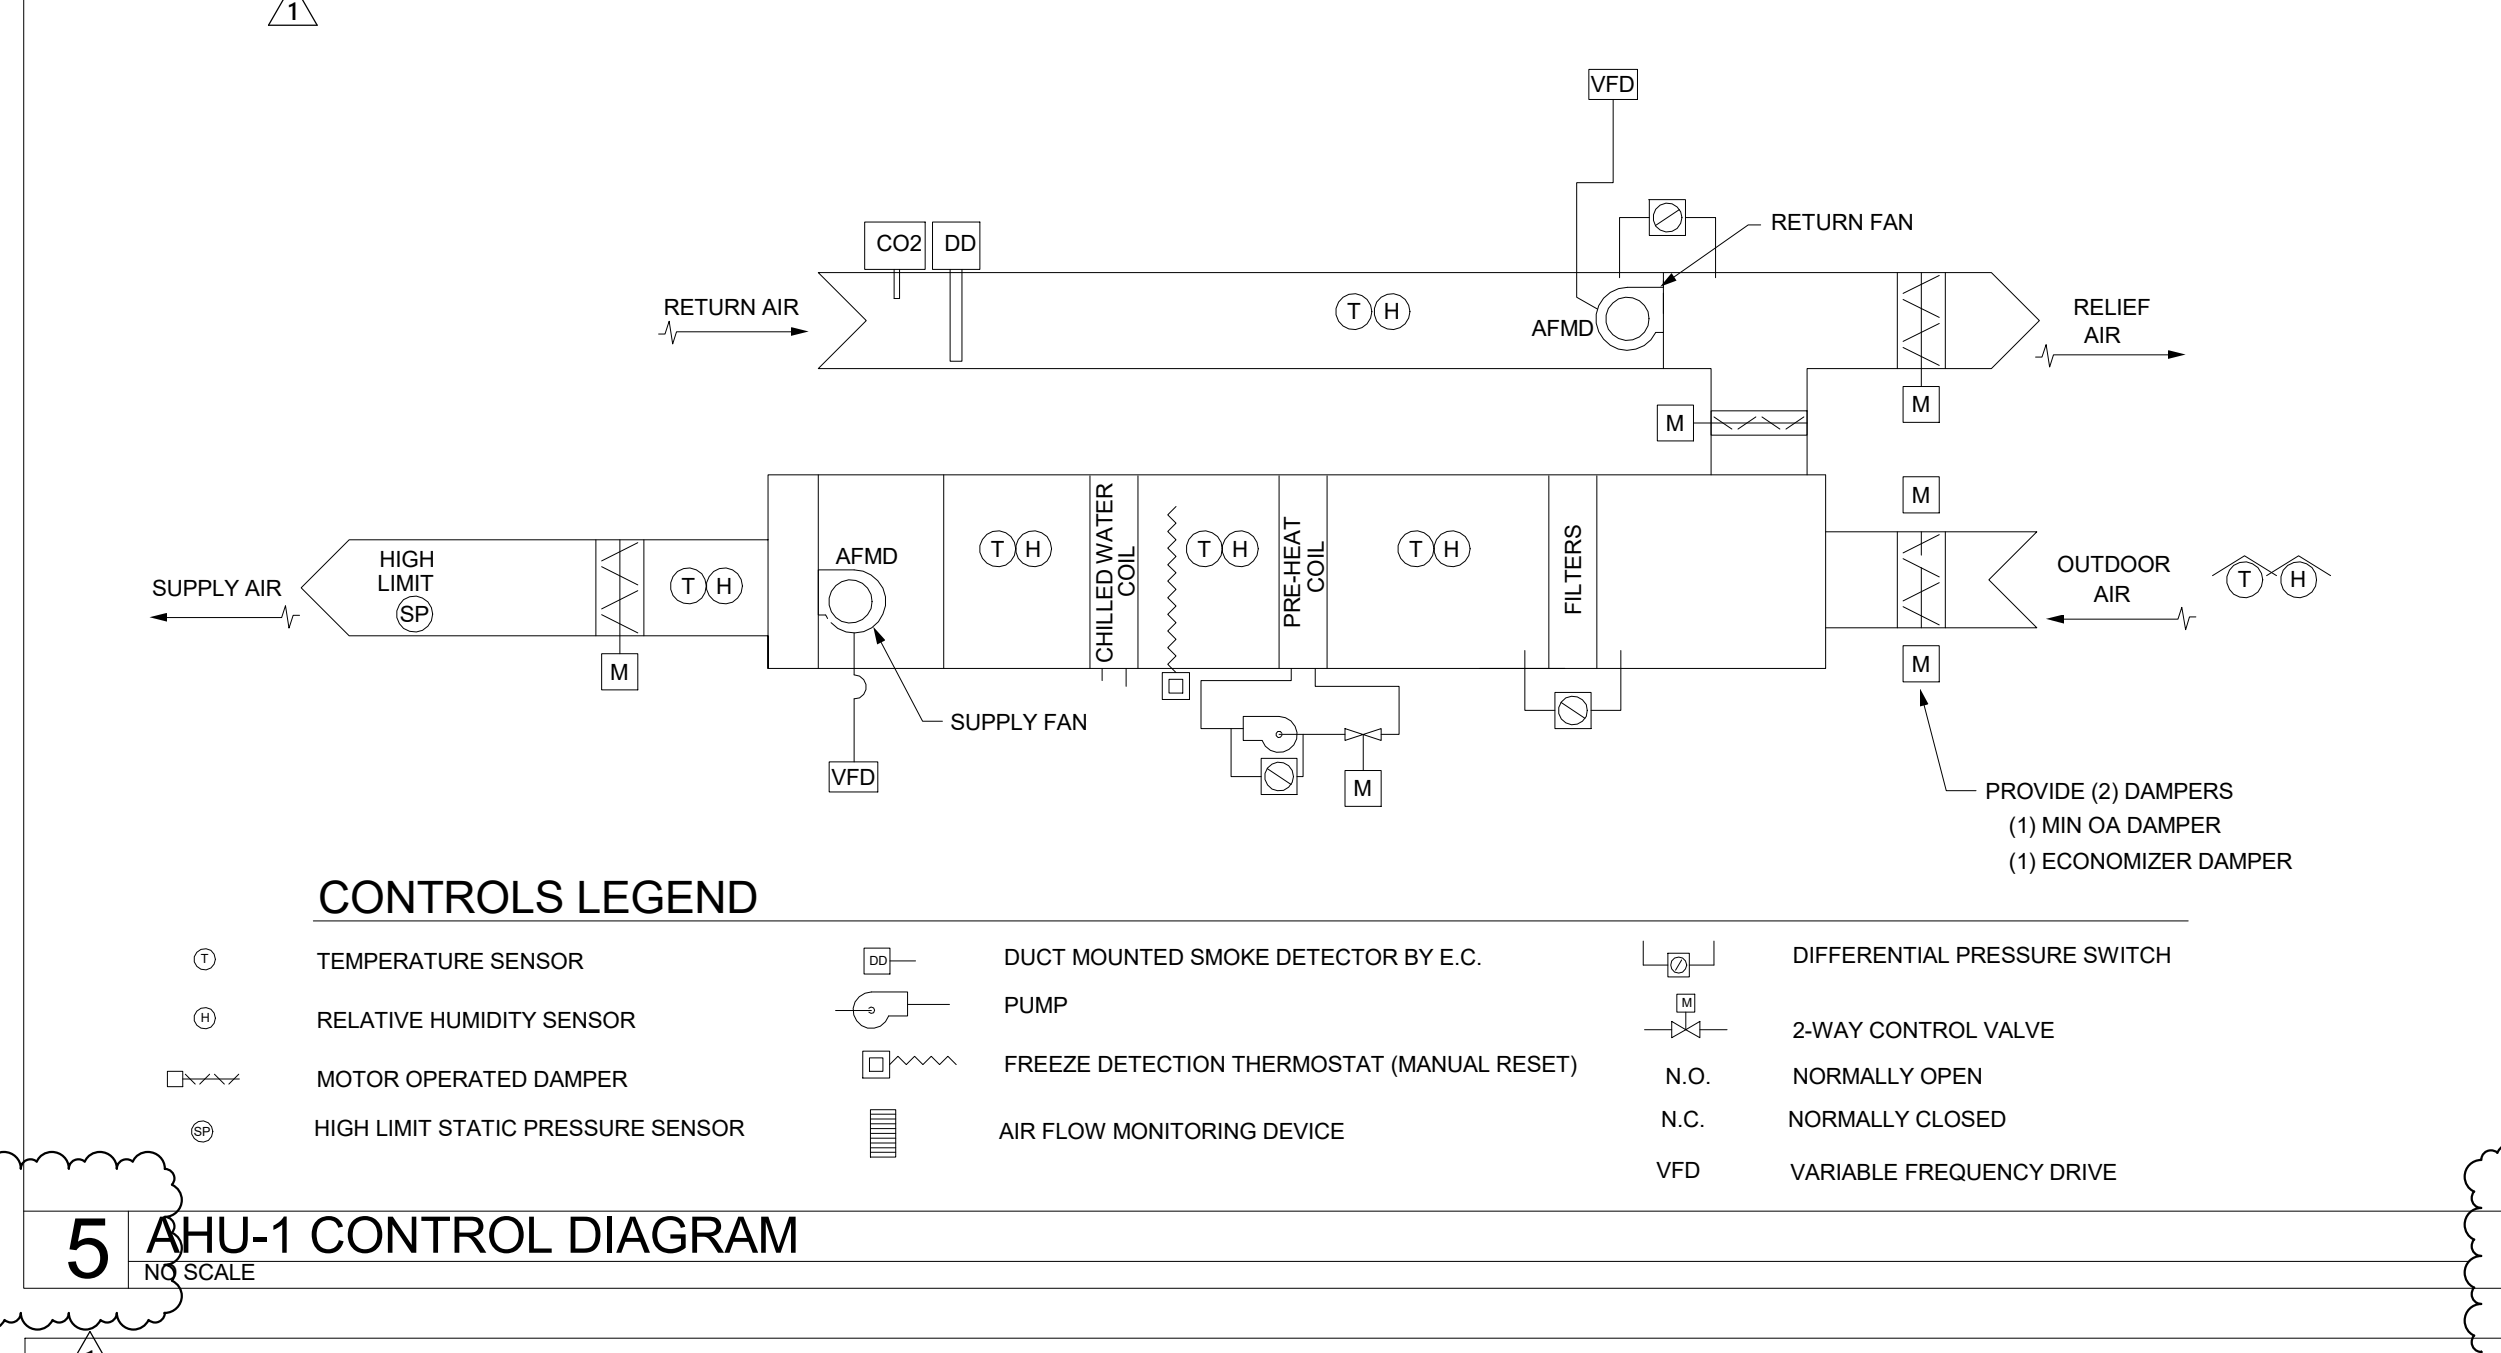 1
VFD
CO2
DD
RETURN FAN
RETURN AIR
T
H
AFMD
RELIEF
AIR
M
M
M
HIGH
LIMIT
SP
SUPPLY AIR
T
H
AFMD
T
H
CHILLED WATER
COIL
T
H
PRE-HEAT
COIL
T
H
FILTERS
OUTDOOR
AIR
T
H
M
M
SUPPLY FAN
VFD
M
PROVIDE (2) DAMPERS
(1) MIN OA DAMPER
(1) ECONOMIZER DAMPER
CONTROLS LEGEND
T
TEMPERATURE SENSOR
H
RELATIVE HUMIDITY SENSOR
MOTOR OPERATED DAMPER
SP
HIGH LIMIT STATIC PRESSURE SENSOR
DD
DUCT MOUNTED SMOKE DETECTOR BY E.C.
PUMP
FREEZE DETECTION THERMOSTAT (MANUAL RESET)
AIR FLOW MONITORING DEVICE
DIFFERENTIAL PRESSURE SWITCH
M
2-WAY CONTROL VALVE
N.O.
NORMALLY OPEN
N.C.
NORMALLY CLOSED
VFD
VARIABLE FREQUENCY DRIVE
5
AHU-1 CONTROL DIAGRAM
NO SCALE